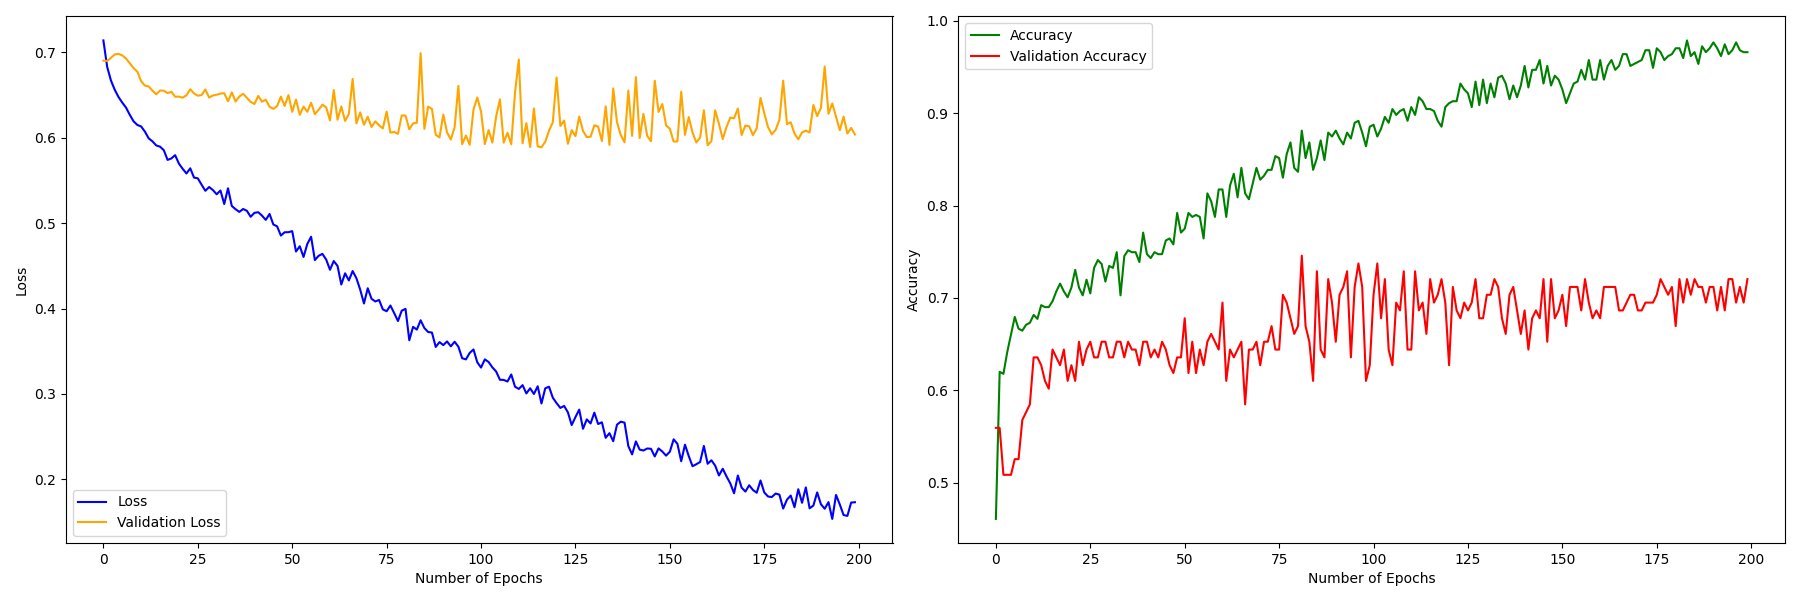 0.7
0.6
0.5
0.4
0.3
0.2
Loss
Loss
Validation Loss
0 25 50 75 100 125 150 175 200
Number of Epochs
1.0
0.9
0.8
0.7
0.6
0.5
Accuracy
Accuracy
Validation Accuracy
0 25 50 75 100 125 150 175 200
Number of Epochs